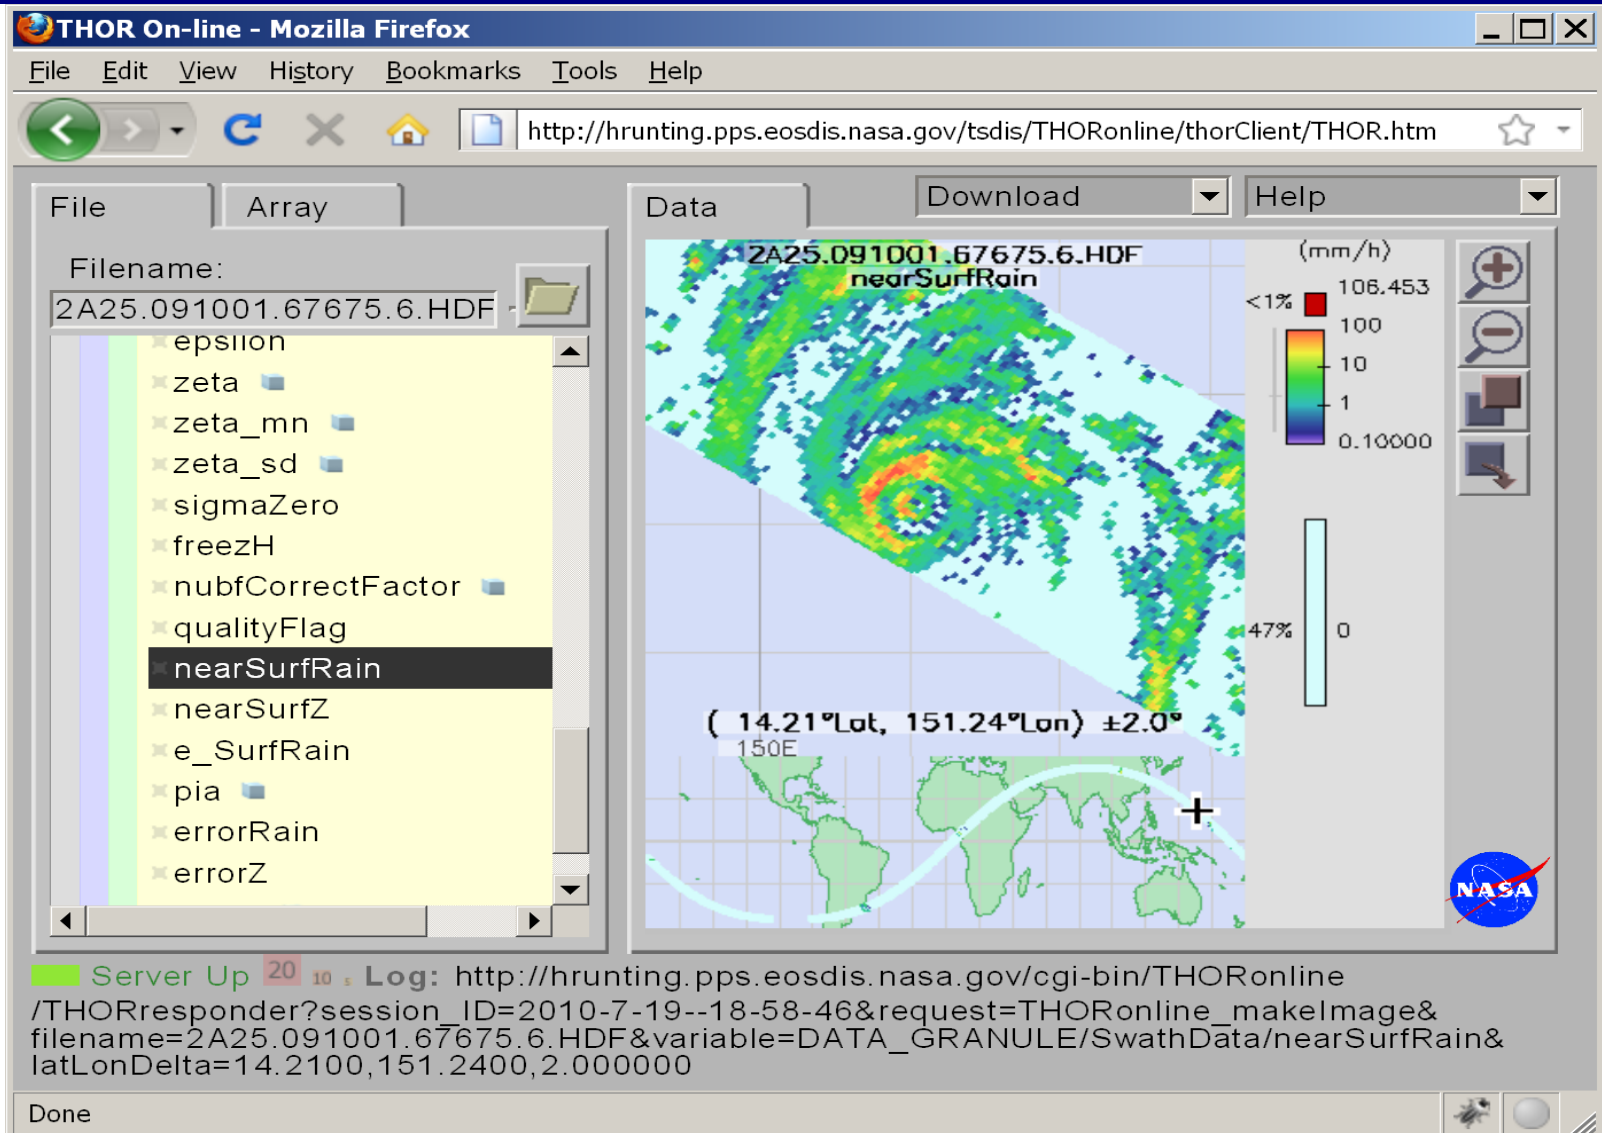 THOR On-line - Mozilla Firefox
File Edit View History Bookmarks Tools Help
http://hrunting.pps.eosdis.nasa.gov/tsdis/THORonline/thorClient/THOR.htm
File Array
Filename:
2A25.091001.67675.6.HDF
epsilon
zeta
zeta_mn
zeta_sd
sigmaZero
freezH
nubfCorrectFactor
qualityFlag
nearSurfRain
nearSurfZ
e_SurfRain
pia
errorRain
errorZ
Data Download Help
2A25.091001.67675.6.HDF
nearSurfRain
( 14.21°Lat, 151.24°Lon) ±2.0°
150E
(mm/h)
<1% 106.453
100
10
1
0.10000
47% 0
NASA
Server Up 20 10 5 Log: http://hrunting.pps.eosdis.nasa.gov/cgi-bin/THORonline
/THORresponder?session_ID=2010-7-19--18-58-46&request=THORonline_makeImage&
filename=2A25.091001.67675.6.HDF&variable=DATA_GRANULE/SwathData/nearSurfRain&
latLonDelta=14.2100,151.2400,2.000000
Done